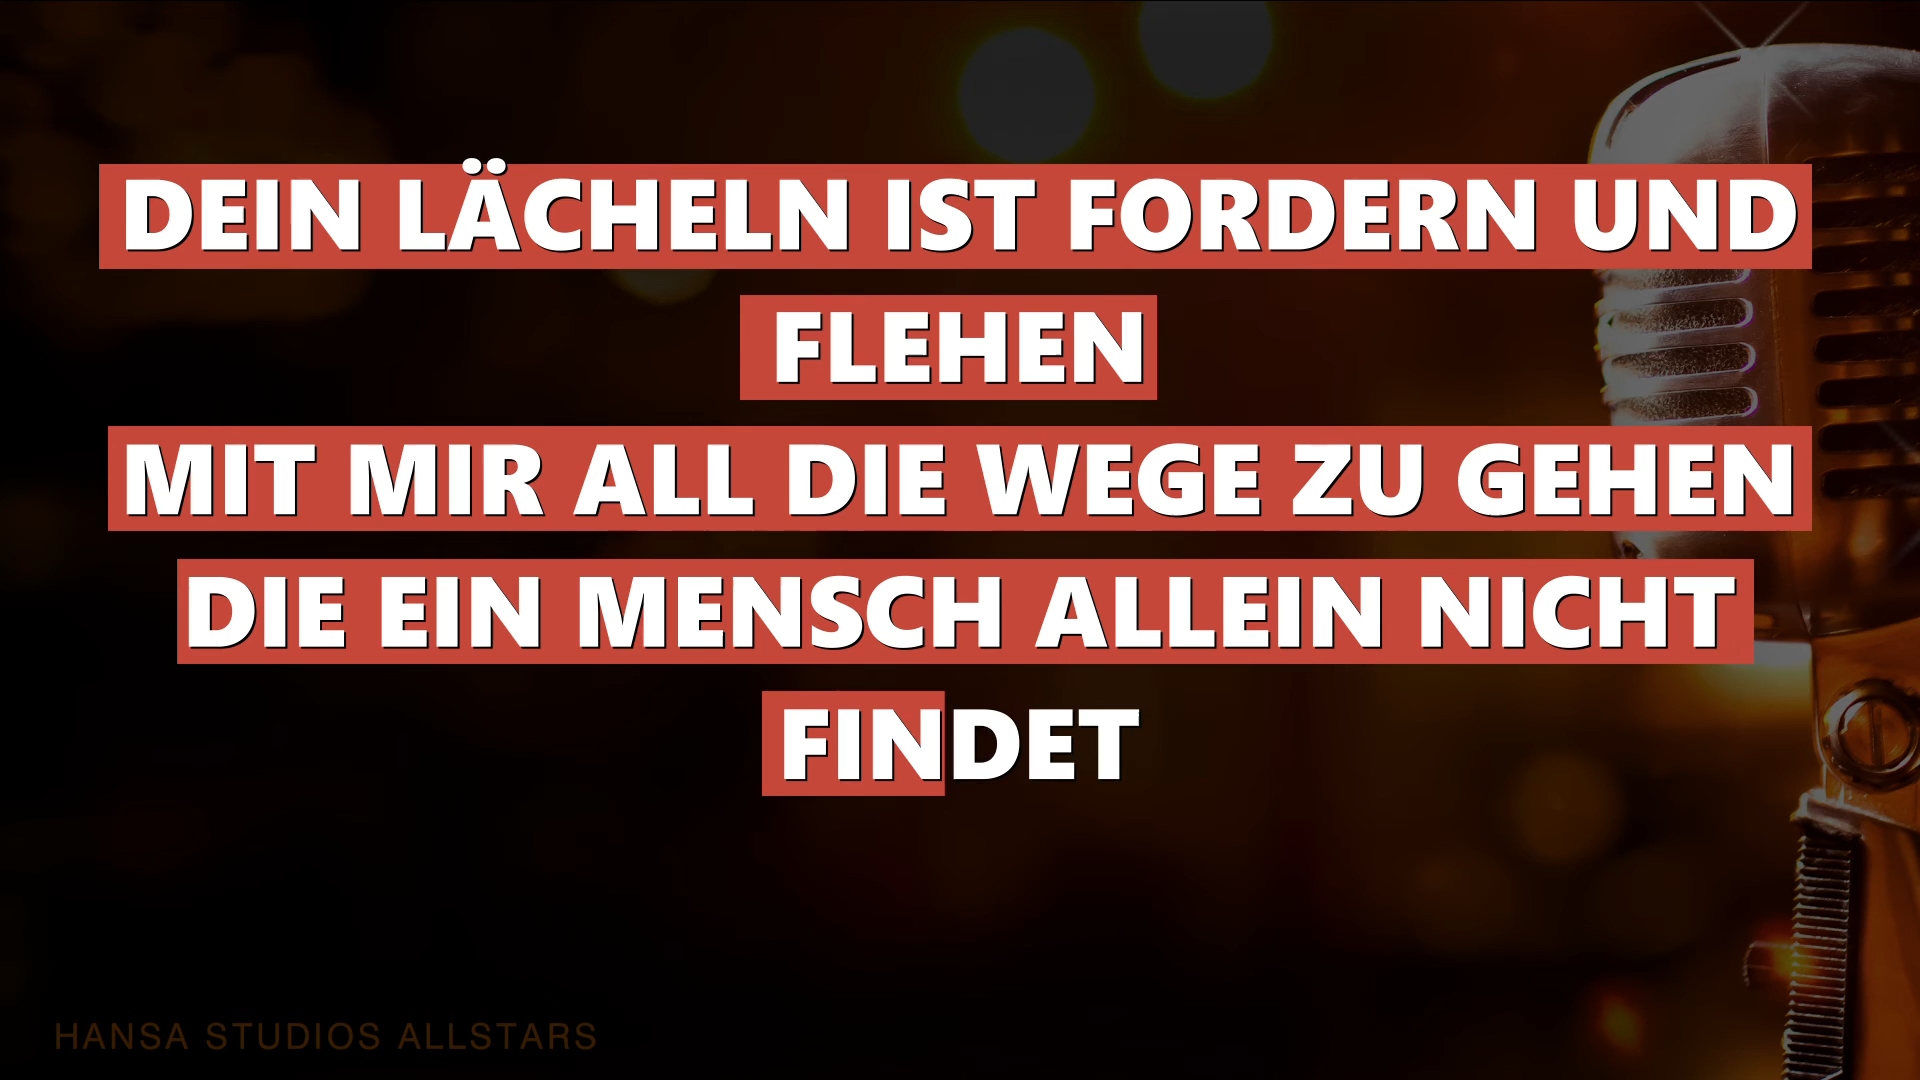 DEIN LÄCHELN IST FORDERN UND
FLEHEN
MIT MIR ALL DIE WEGE ZU GEHEN
DIE EIN MENSCH ALLEIN NICHT
FINDET
HANSA STUDIOS ALLSTARS